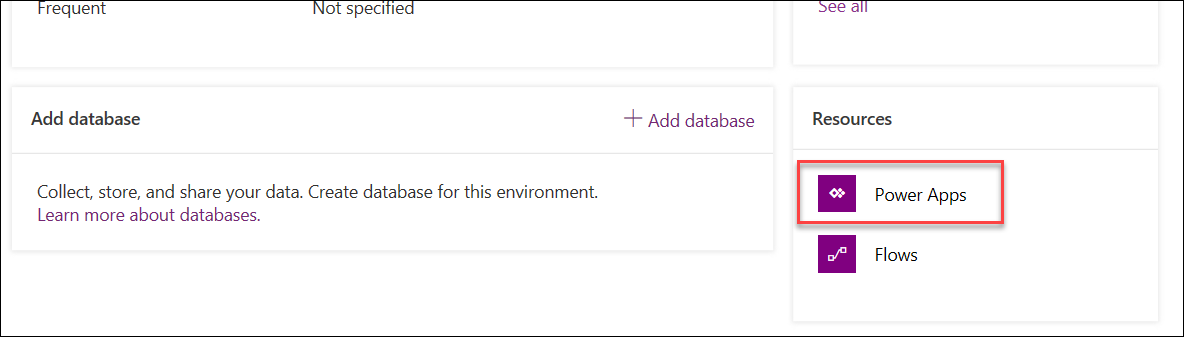 Frequent Not specified
See all
Add database
+ Add database
Collect, store, and share your data. Create database for this environment.
Learn more about databases.
Resources
Power Apps
Flows